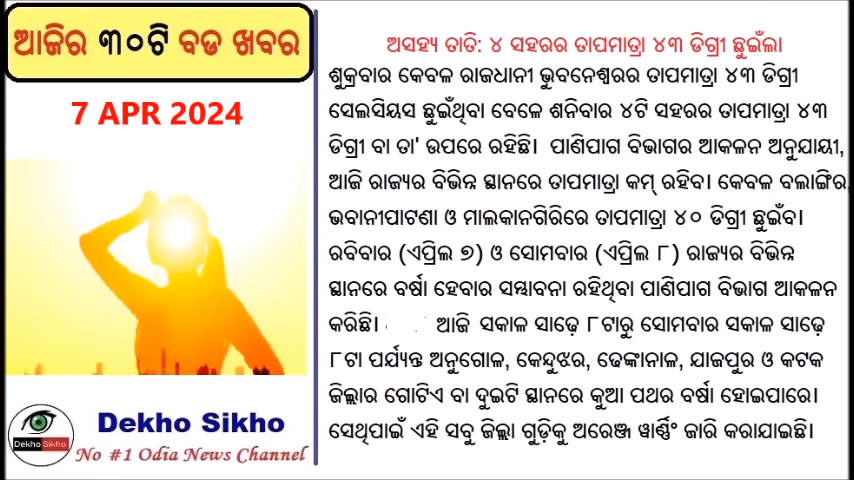 ଆଜିର ୩୦ଟି ବଡ ଖବର
7 APR 2024
Dekho Sikho
Dekho Sikho
No #1 Odia News Channel
ଅସହ୍ୟ ତାତି: ୪ ସହରର ତାପମାତ୍ରା ୪୩ ଡିଗ୍ରୀ ଛୁଇଁଲା
ଶୁକ୍ରବାର କେବଳ ରାଜଧାନୀ ଭୁବନେଶ୍ୱରର ତାପମାତ୍ରା ୪୩ ଡିଗ୍ରୀ
ସେଲସିୟସ ଛୁଇଁଥିବା ବେଳେ ଶନିବାର ୪ଟି ସହରର ତାପମାତ୍ରା ୪୩
ଡିଗ୍ରୀ ବା ତା' ଉପରେ ରହିଛି। ପାଣିପାଗ ବିଭାଗର ଆକଳନ ଅନୁଯାୟୀ,
ଆଜି ରାଜ୍ୟର ବିଭିନ୍ନ ସ୍ଥାନରେ ତାପମାତ୍ରା କମ୍ ରହିବ। କେବଳ ବଲାଙ୍ଗିର,
ଭବାନୀପାଟଣା ଓ ମାଲକାନଗିରିରେ ତାପମାତ୍ରା ୪୦ ଡିଗ୍ରୀ ଛୁଇଁବ।
ରବିବାର (ଏପ୍ରିଲ ୭) ଓ ସୋମବାର (ଏପ୍ରିଲ ୮) ରାଜ୍ୟର ବିଭିନ୍ନ
ସ୍ଥାନରେ ବର୍ଷା ହେବାର ସମ୍ଭାବନା ରହିଥିବା ପାଣିପାଗ ବିଭାଗ ଆକଳନ
କରିଛି। ଆଜି ସକାଳ ସାଢ଼େ ୮ଟାରୁ ସୋମବାର ସକାଳ ସାଢ଼େ
୮ଟା ପର୍ଯ୍ୟନ୍ତ ଅନୁଗୋଳ, କେନ୍ଦୁଝର, ଢେଙ୍କାନାଳ, ଯାଜପୁର ଓ କଟକ
ଜିଲ୍ଲାର ଗୋଟିଏ ବା ଦୁଇଟି ସ୍ଥାନରେ କୁଆ ପଥର ବର୍ଷା ହୋଇପାରେ।
ସେଥିପାଇଁ ଏହି ସବୁ ଜିଲ୍ଲା ଗୁଡ଼ିକୁ ଅରେଞ୍ଜ ୱାର୍ଣ୍ଣିଂ ଜାରି କରାଯାଇଛି।